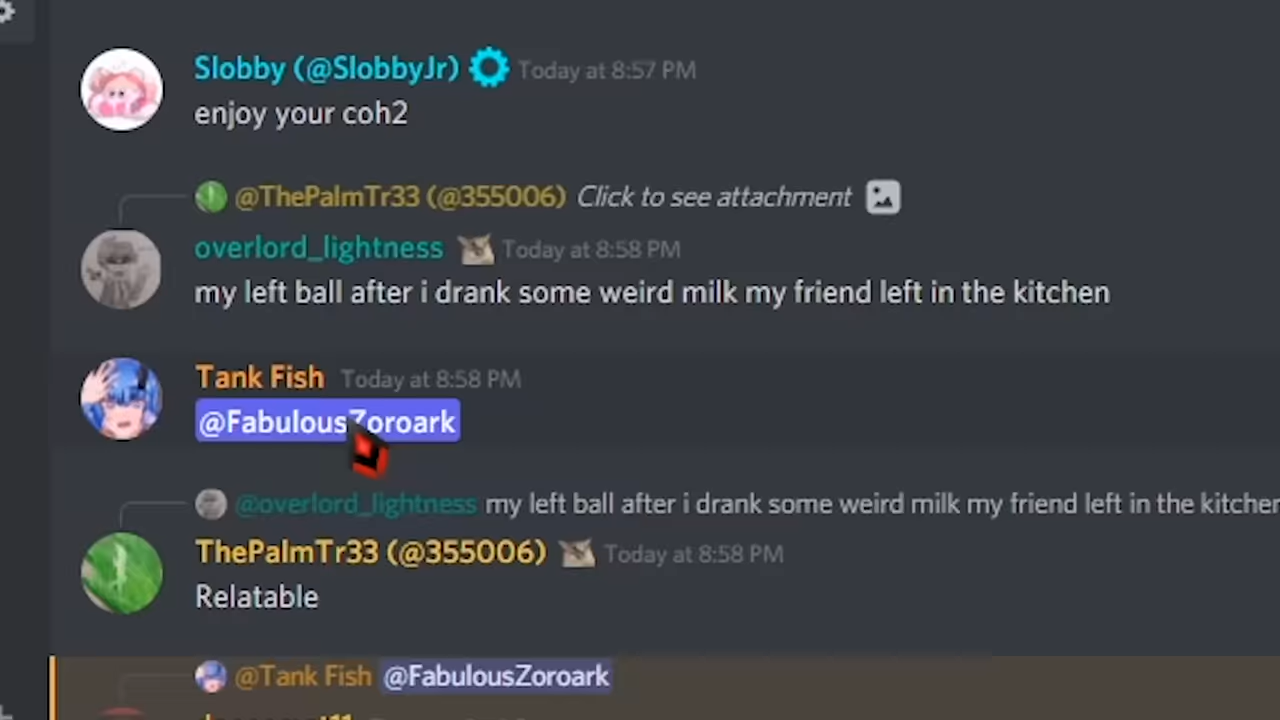 Slobby (@SlobbyJr) Today at 8:57 PM
enjoy your coh2
@ThePalmTr33 (@355006) Click to see attachment
overlord_lightness Today at 8:58 PM
my left ball after i drank some weird milk my friend left in the kitchen
Tank Fish Today at 8:58 PM
@FabulousZoroark
@overlord_lightness my left ball after i drank some weird milk my friend left in the kitchen
ThePalmTr33 (@355006) Today at 8:58 PM
Relatable
@Tank Fish @FabulousZoroark